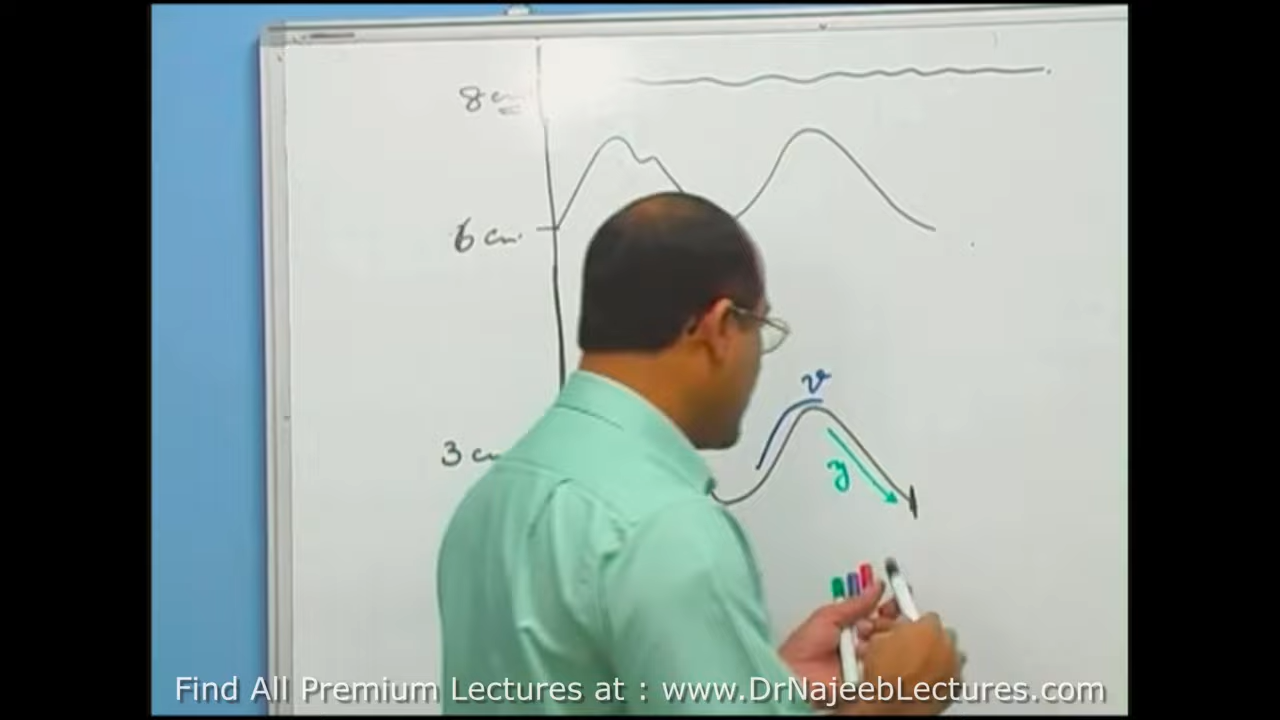 8 cm
6 cm
v
3 cm
y
Find All Premium Lectures at : www.DrNajeebLectures.com